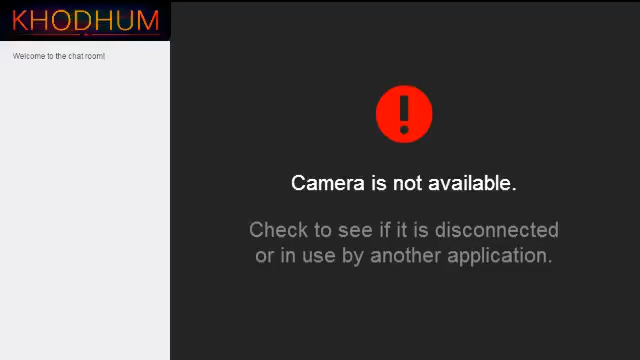 KHODHUM
Welcome to the chat room!
Camera is not available.
Check to see if it is disconnected
or in use by another application.